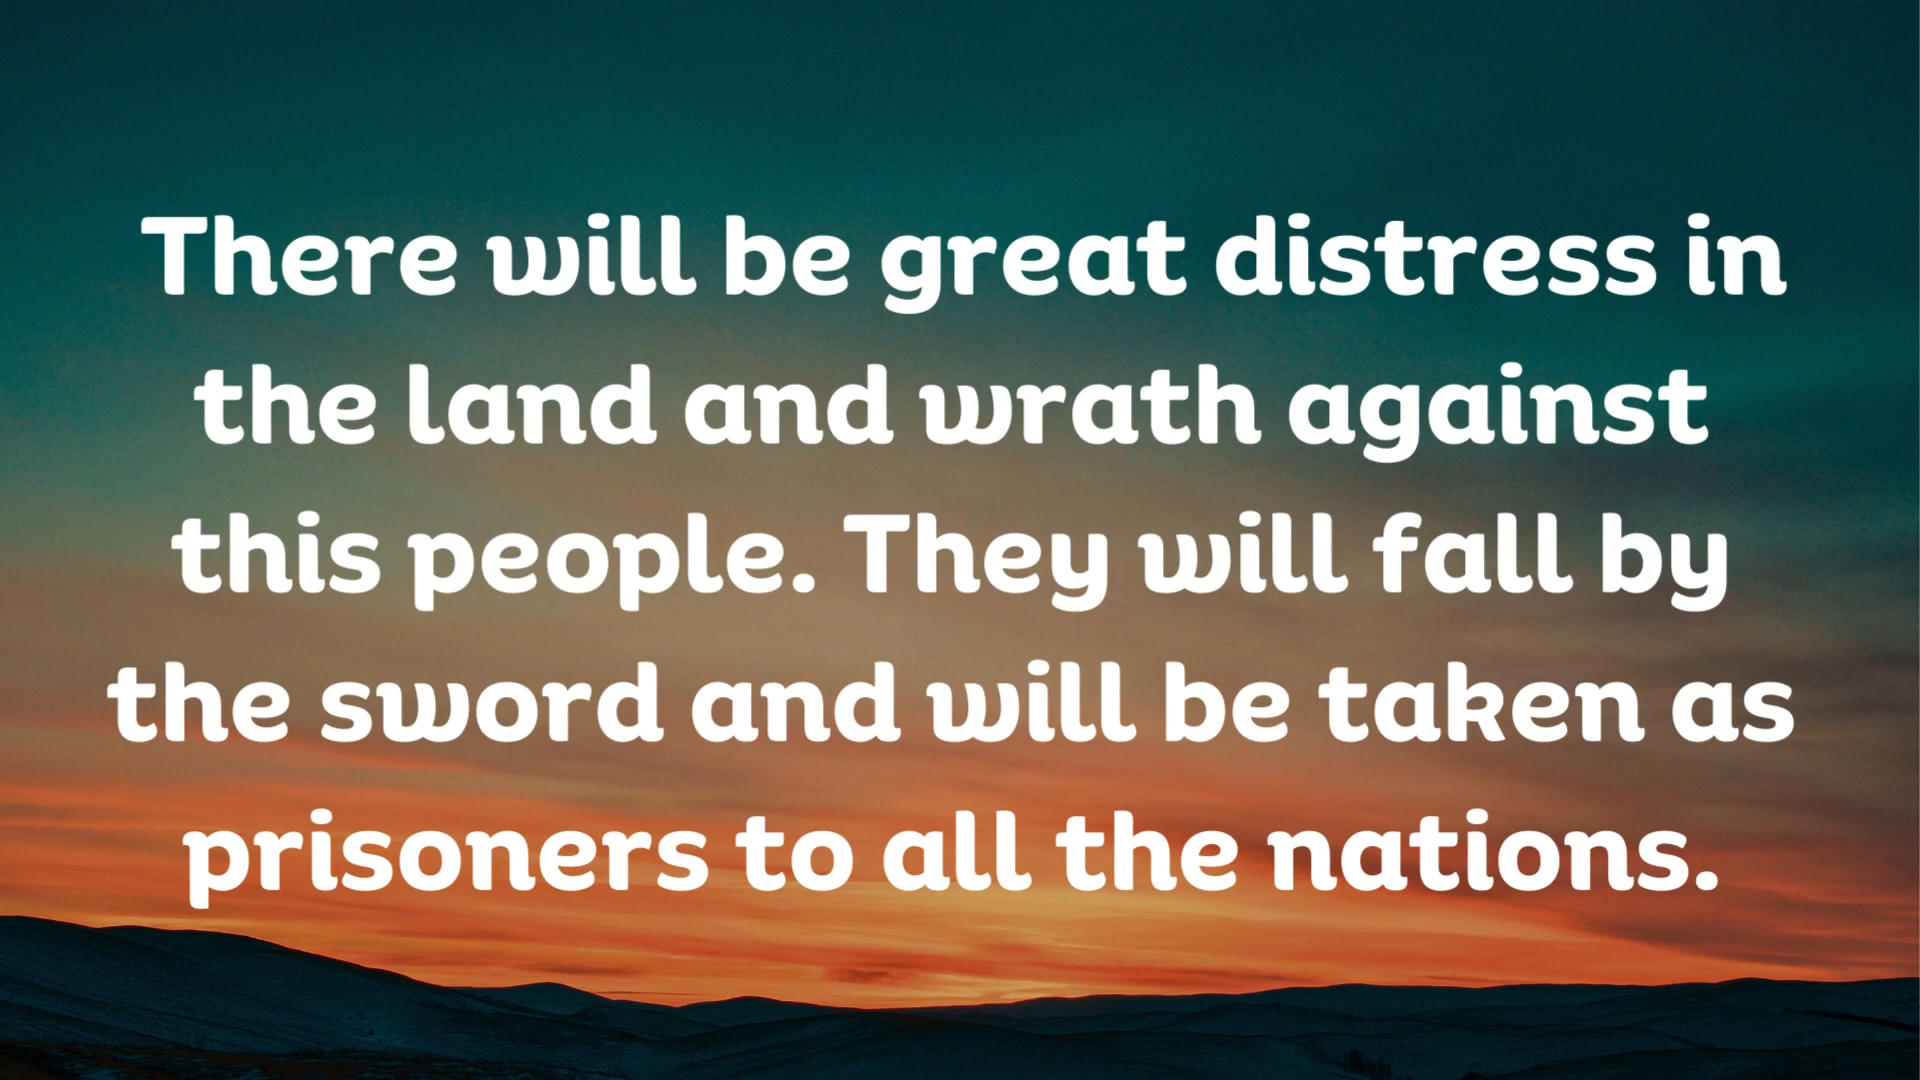 There will be great distress in
the land and wrath against
this people. They will fall by
the sword and will be taken as
prisoners to all the nations.